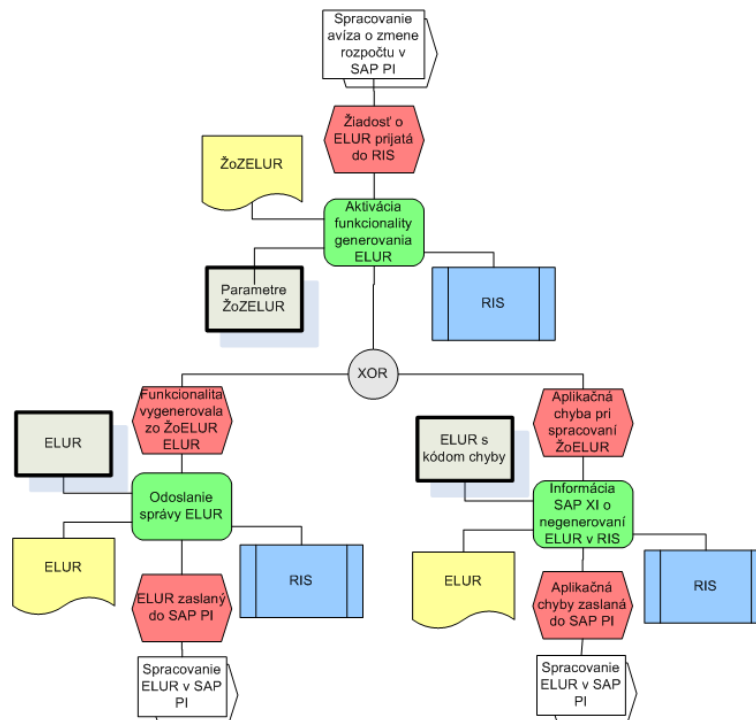 Spracovanie
avíza o zmene
rozpočtu v
SAP PI
Žiadosť o
ELUR prijatá
do RIS
ŽoZELUR
Aktivácia
funkcionality
generovania
ELUR
Parametre
ŽoZELUR
RIS
XOR
Funkcionalita
vygenerovala
zo ŽoELUR
ELUR
Aplikačná
chyba pri
spracovaní
ŽoELUR
ELUR
ELUR s
kódom chyby
Odoslanie
správy ELUR
Informácia
SAP XI o
negenerovaní
ELUR v RIS
ELUR
RIS
ELUR
RIS
ELUR zaslaný
do SAP PI
Aplikačná
chyby zaslaná
do SAP PI
Spracovanie
ELUR v SAP
PI
Spracovanie
ELUR v SAP
PI